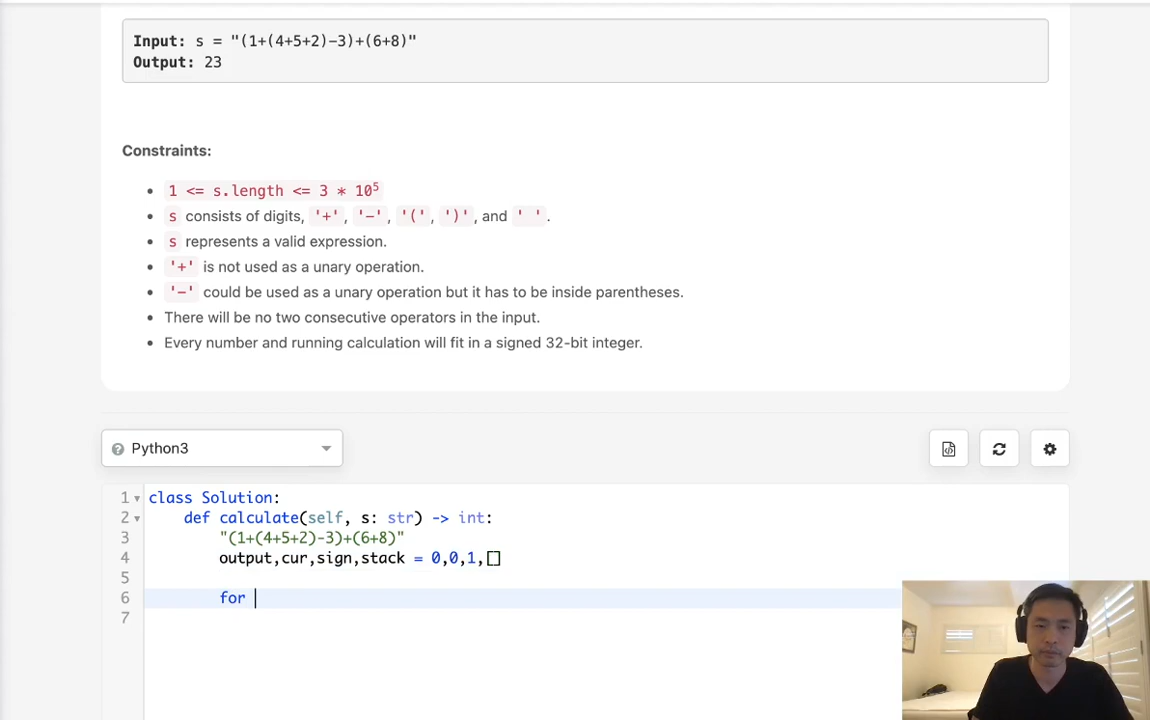 Input: s = "(1+(4+5+2)-3)+(6+8)"
Output: 23
Constraints:
1 <= s.length <= 3 * 10⁵
s consists of digits, '+', '-', '(', ')', and ' '.
s represents a valid expression.
'+' is not used as a unary operation.
'-' could be used as a unary operation but it has to be inside parentheses.
There will be no two consecutive operators in the input.
Every number and running calculation will fit in a signed 32-bit integer.
Python3
1 class Solution:
2 def calculate(self, s: str) -> int:
3 "(1+(4+5+2)-3)+(6+8)"
4 output,cur,sign,stack = 0,0,1,[]
5
6 for
7